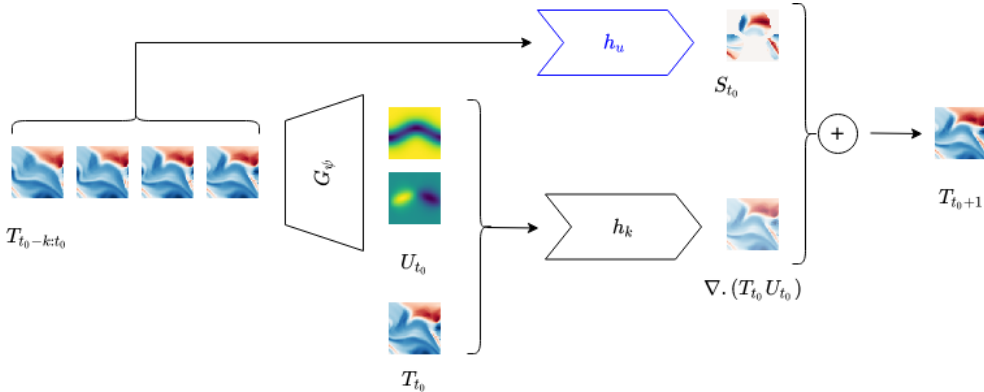 h_u
S_{t_0}
G_ψ
+
T_{t_0-k:t_0}
U_{t_0}
h_k
T_{t_0+1}
∇.(T_{t_0}U_{t_0})
T_{t_0}